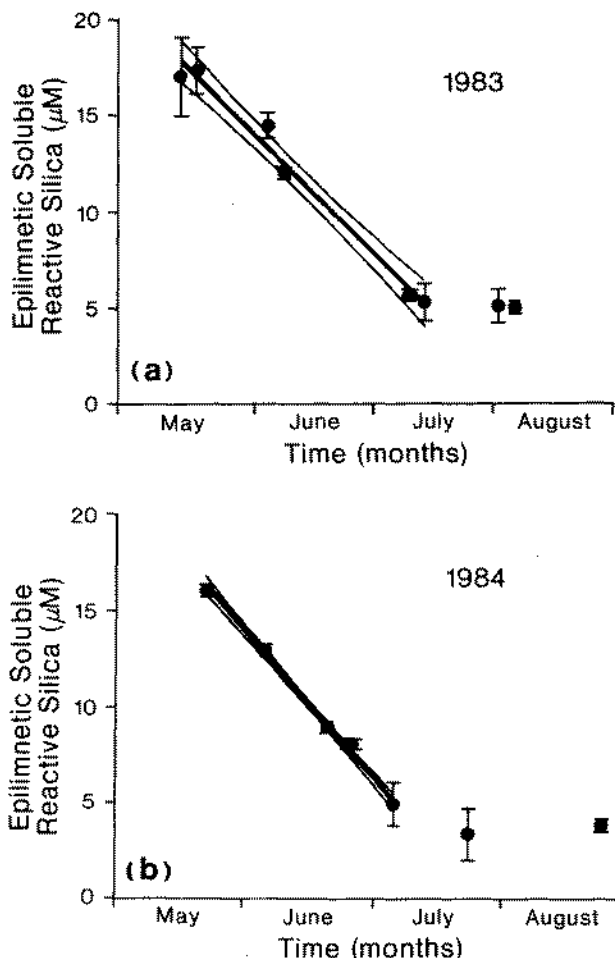 20
15
10
5
0
Epilimnetic Soluble
Reactive Silica (μM)
1983
(a)
May June July August
Time (months)
20
15
10
5
0
Epilimnetic Soluble
Reactive Silica (μM)
1984
(b)
May June July August
Time (months)